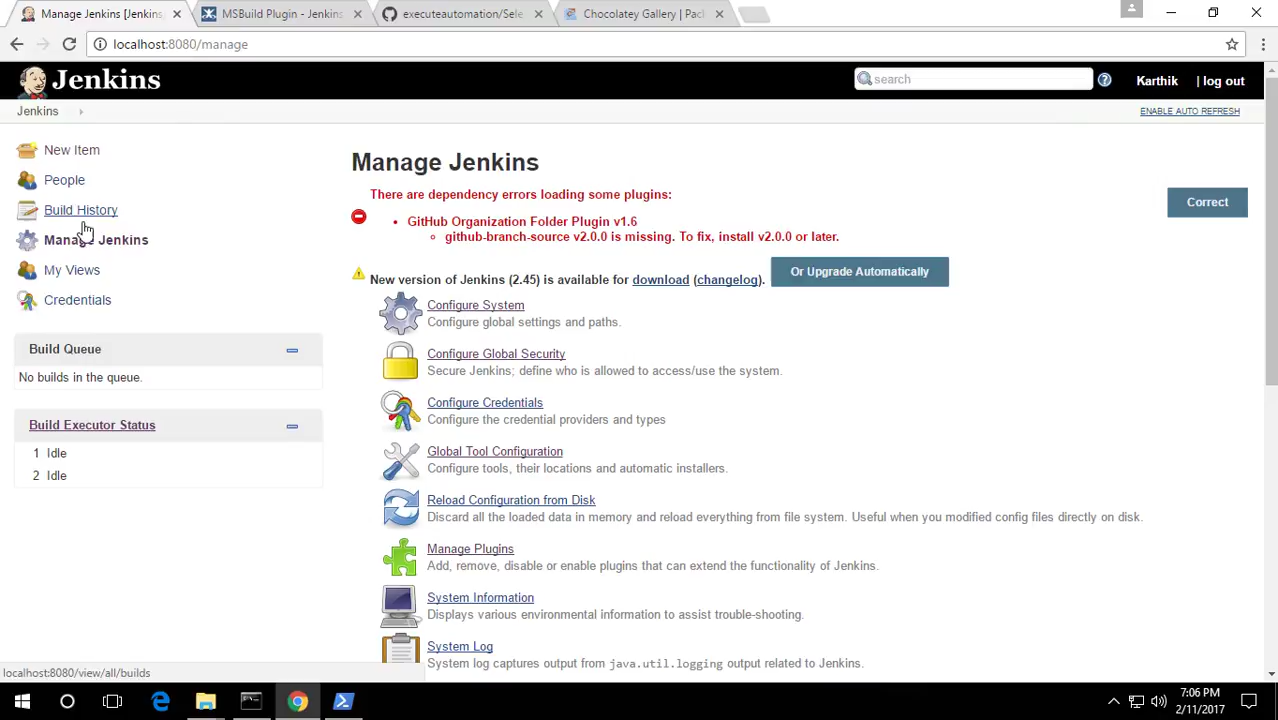 Manage Jenkins [Jenkins
MSBuild Plugin - Jenkins
executeautomation/Sele
Chocolatey Gallery | Pac
localhost:8080/manage
Jenkins
search
Karthik
| log out
Jenkins
ENABLE AUTO REFRESH
New Item
People
Build History
Manage Jenkins
My Views
Credentials
Build Queue
No builds in the queue.
Build Executor Status
1 Idle
2 Idle
Manage Jenkins
There are dependency errors loading some plugins:
Correct
• GitHub Organization Folder Plugin v1.6
github-branch-source v2.0.0 is missing. To fix, install v2.0.0 or later.
New version of Jenkins (2.45) is available for download (changelog). Or Upgrade Automatically
Configure System
Configure global settings and paths.
Configure Global Security
Secure Jenkins; define who is allowed to access/use the system.
Configure Credentials
Configure the credential providers and types
Global Tool Configuration
Configure tools, their locations and automatic installers.
Reload Configuration from Disk
Discard all the loaded data in memory and reload everything from file system. Useful when you modified config files directly on disk.
Manage Plugins
Add, remove, disable or enable plugins that can extend the functionality of Jenkins.
System Information
Displays various environmental information to assist trouble-shooting.
System Log
System log captures output from java.util.logging output related to Jenkins.
localhost:8080/view/all/builds
7:06 PM
2/11/2017